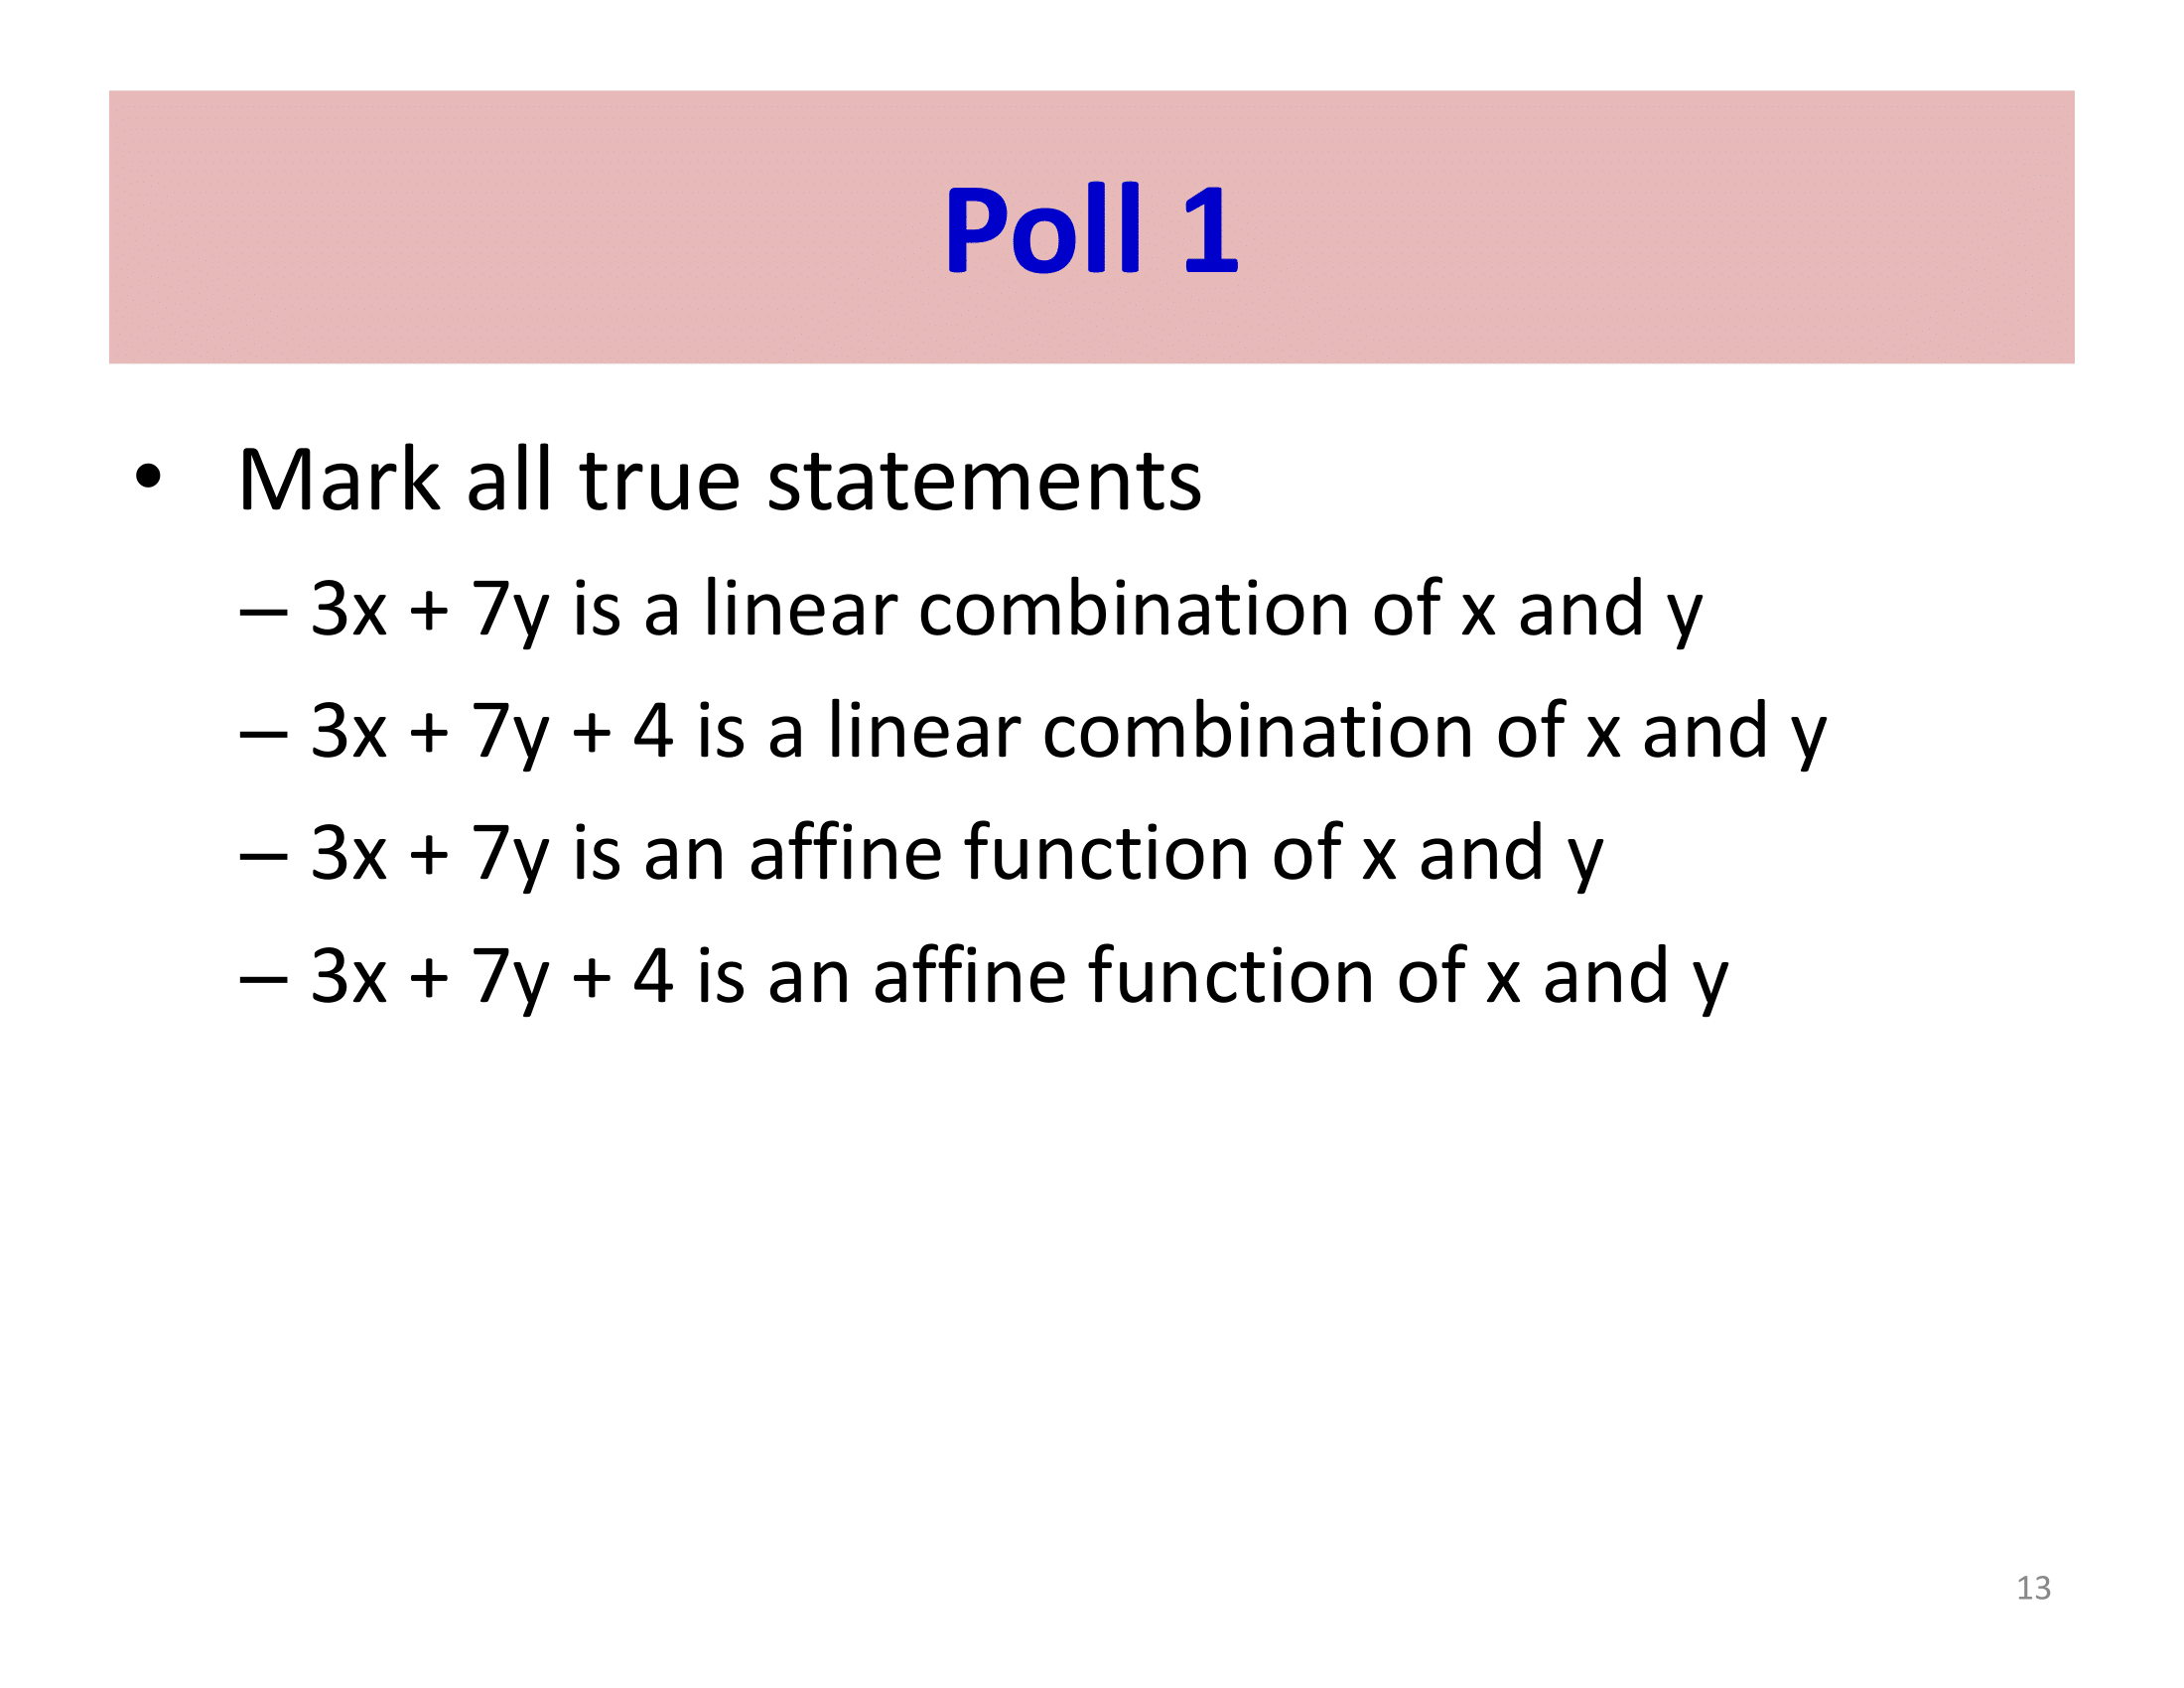 Poll 1
• Mark all true statements
– 3x + 7y is a linear combination of x and y
– 3x + 7y + 4 is a linear combination of x and y
– 3x + 7y is an affine function of x and y
– 3x + 7y + 4 is an affine function of x and y
13